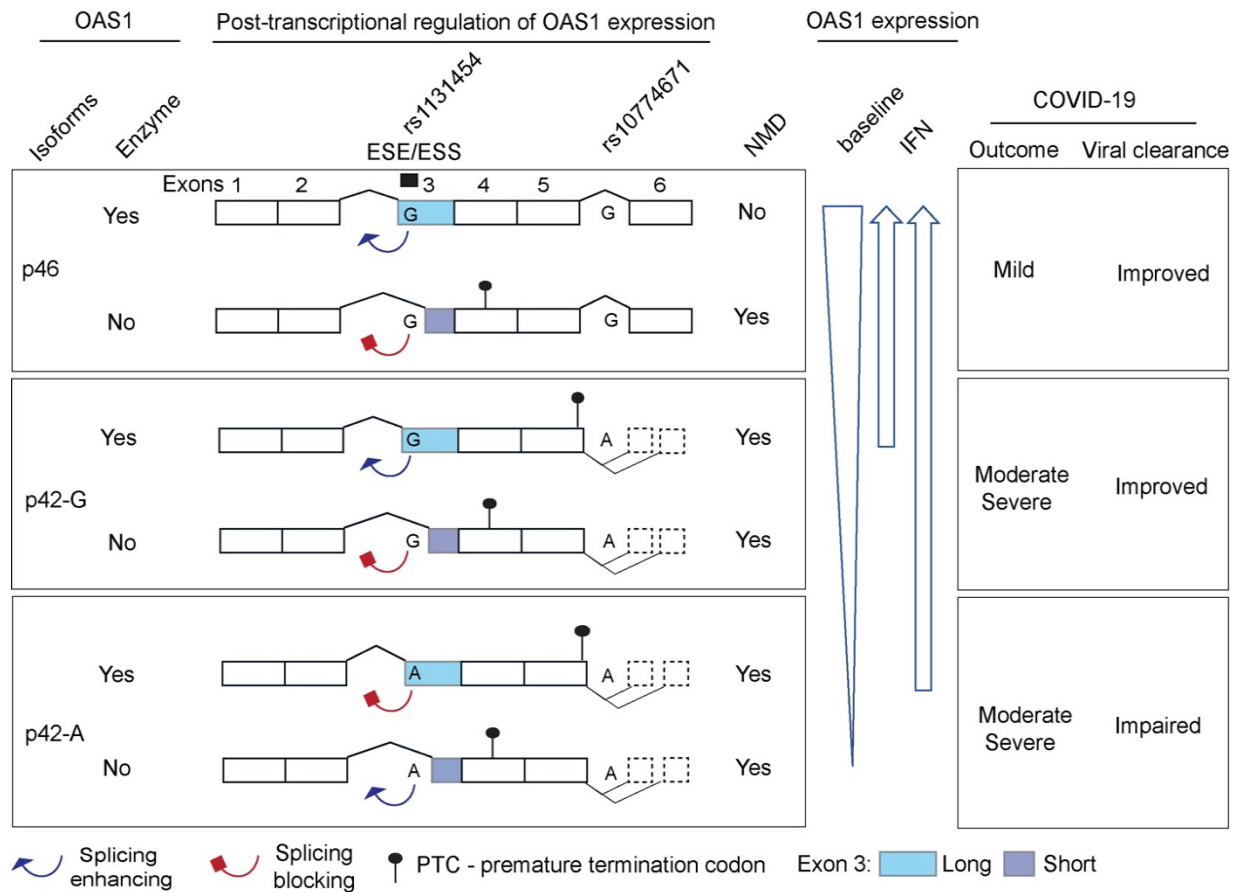 OAS1
Post-transcriptional regulation of OAS1 expression
OAS1 expression
Isoforms
Enzyme
rs1131454
ESE/ESS
rs10774671
NMD
baseline
IFN
COVID-19
Outcome
Viral clearance
Exons 1 2 3 4 5 6
Yes G G No
p46
Mild Improved
No G G Yes
Yes G A Yes
p42-G
Moderate
Severe
Improved
No G A Yes
Yes A A Yes
p42-A
Moderate
Severe
Impaired
No A A Yes
Splicing
enhancing
Splicing
blocking
PTC - premature termination codon
Exon 3: Long Short